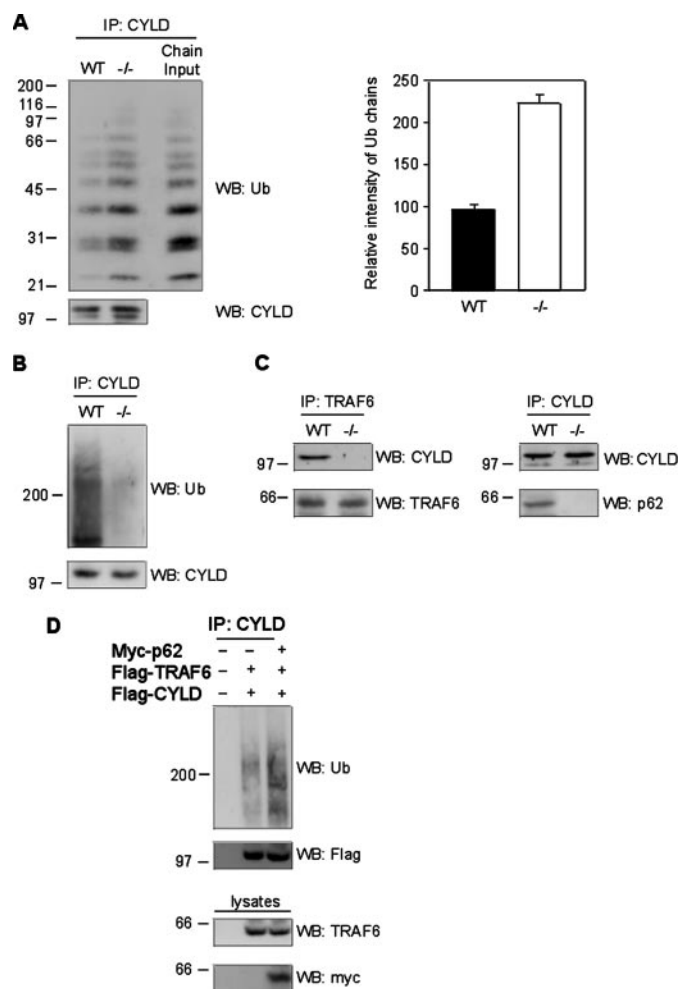 A
IP: CYLD
WT -/- Chain Input
200
116
97
66
45
31
21
WB: Ub
97
WB: CYLD
Relative intensity of Ub chains
250
200
150
100
50
0
WT -/-
B
IP: CYLD
WT -/-
200
WB: Ub
97
WB: CYLD
C
IP: TRAF6
WT -/-
97
WB: CYLD
66
WB: TRAF6
IP: CYLD
WT -/-
97
WB: CYLD
66
WB: p62
D
IP: CYLD
Myc-p62 – – +
Flag-TRAF6 – + +
Flag-CYLD – + +
200
WB: Ub
97
WB: Flag
lysates
66
WB: TRAF6
66
WB: myc